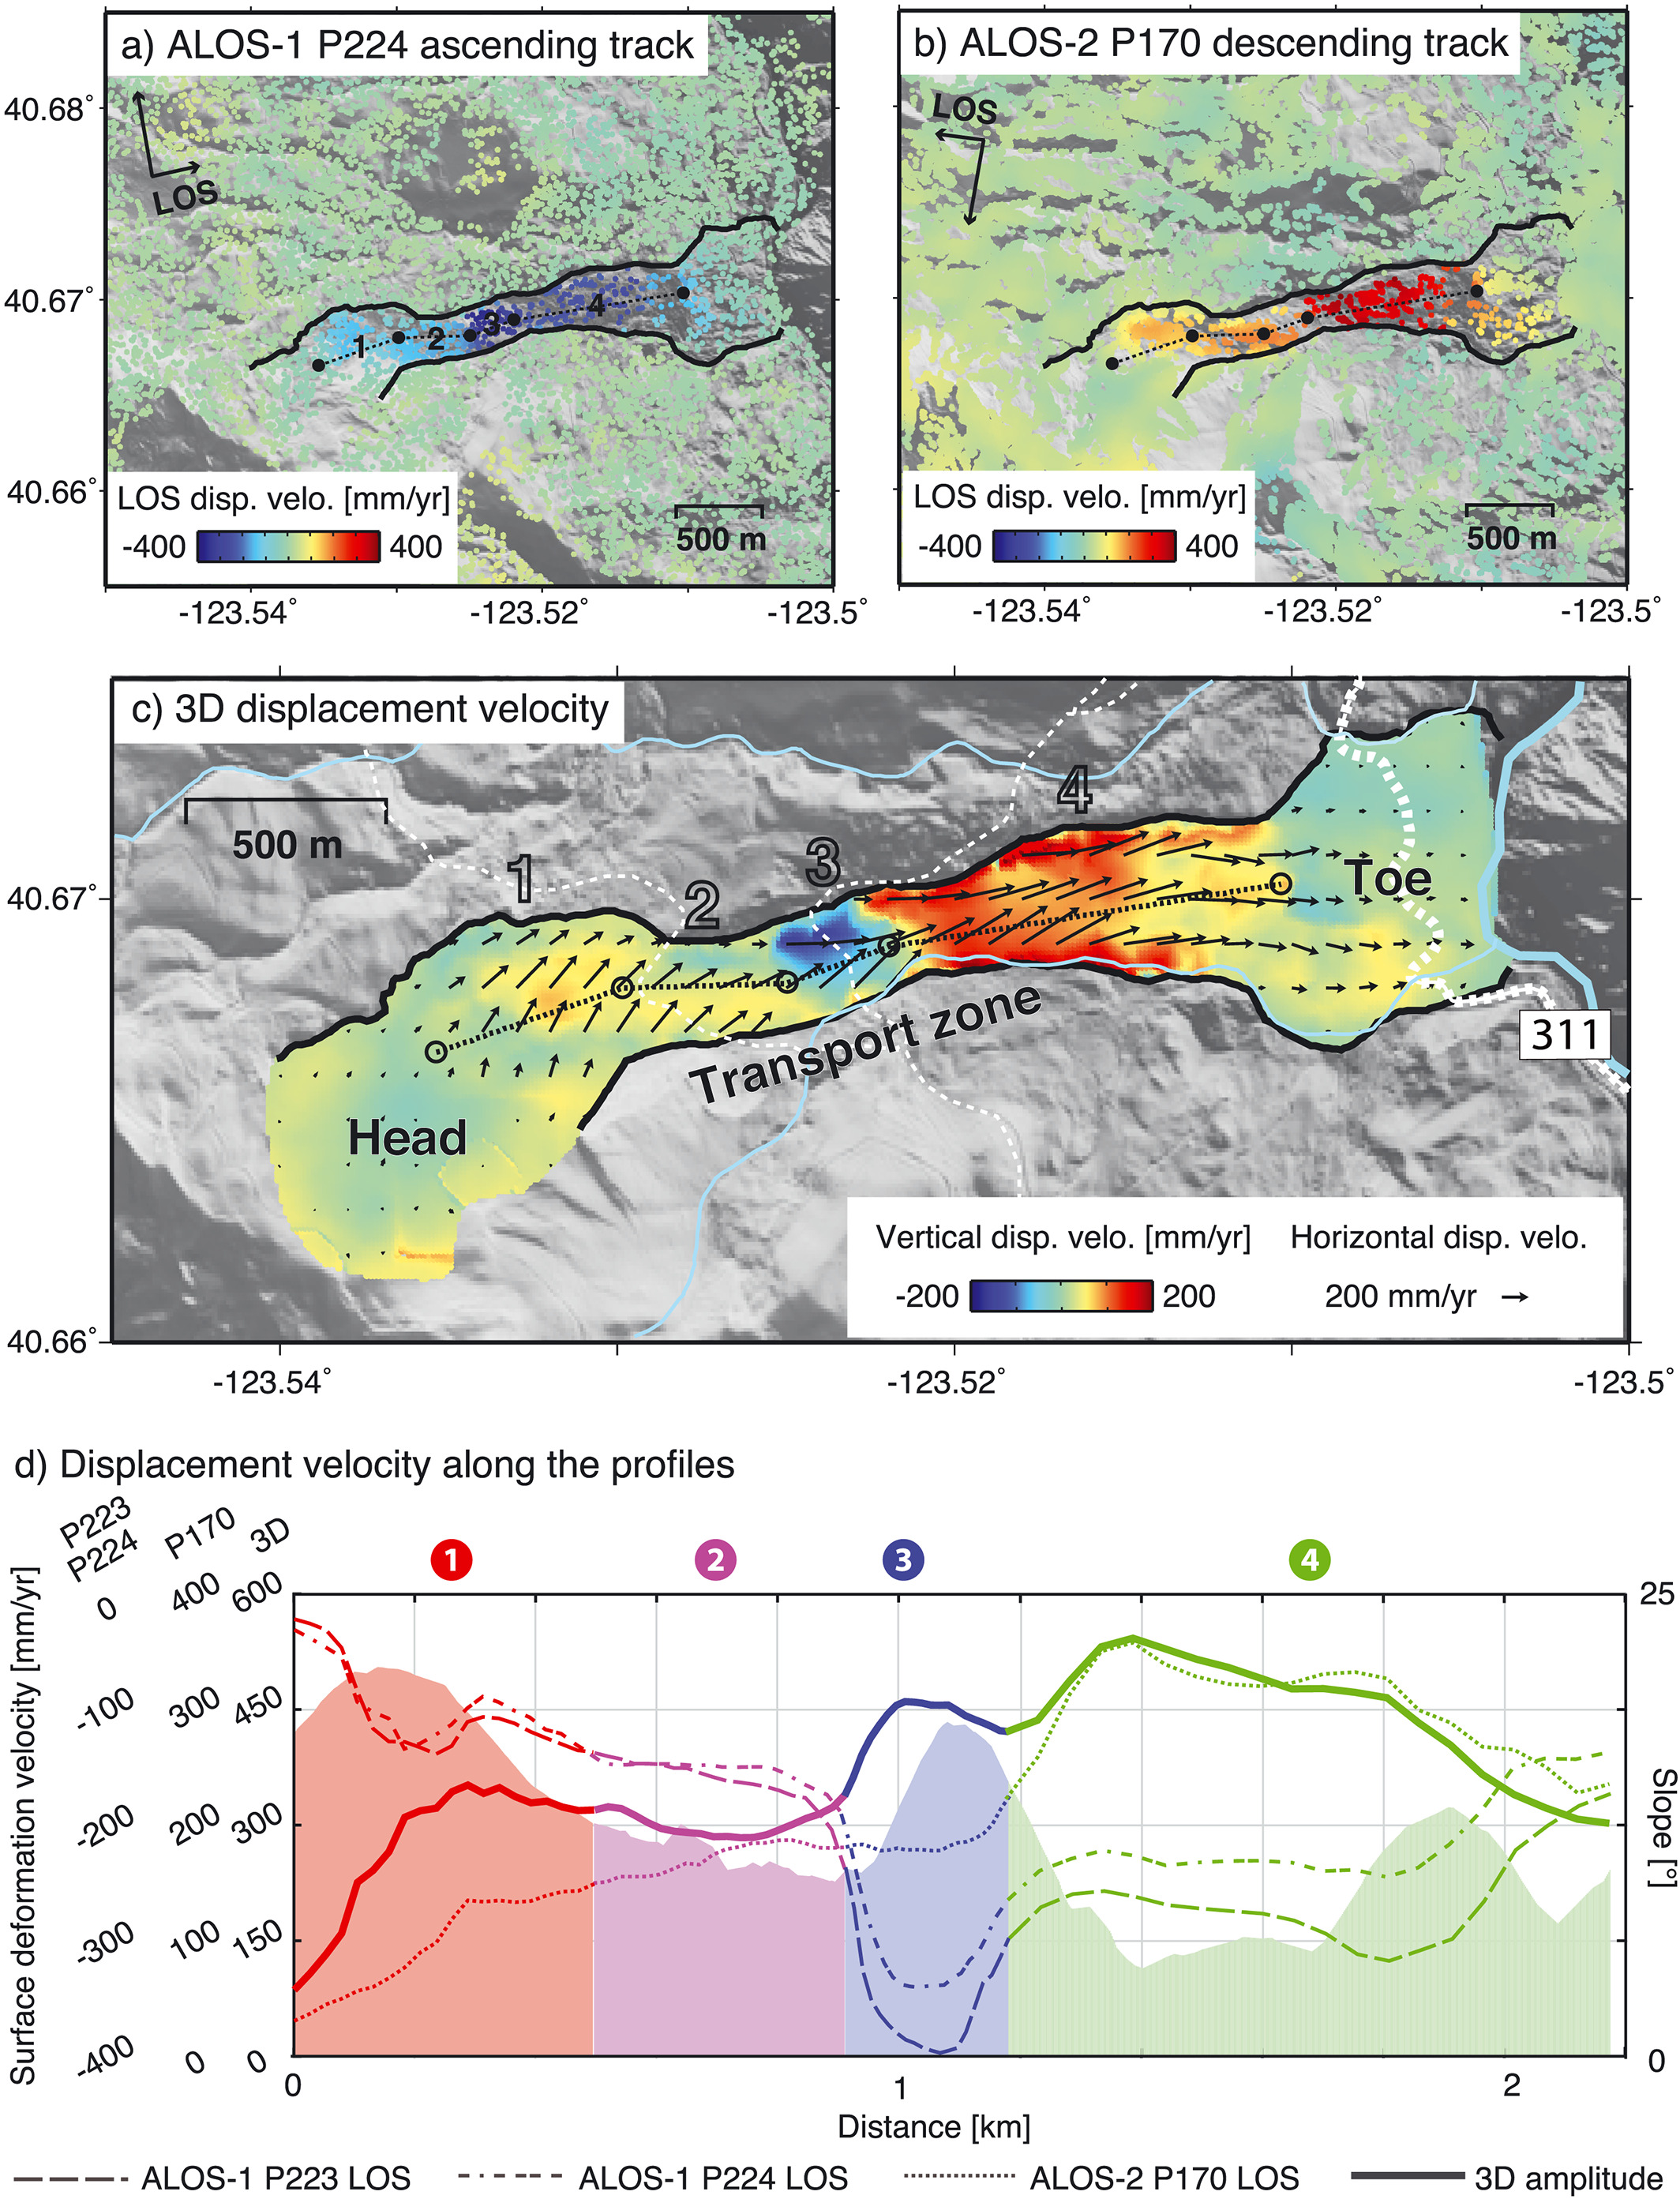 a) ALOS-1 P224 ascending track
b) ALOS-2 P170 descending track
40.68°
40.67°
40.66°
LOS
LOS
1
2
3
4
LOS disp. velo. [mm/yr]
-400
400
500 m
LOS disp. velo. [mm/yr]
-400
400
500 m
-123.54°
-123.52°
-123.5°
-123.54°
-123.52°
-123.5°
c) 3D displacement velocity
500 m
1
2
3
4
40.67°
Toe
Transport zone
311
Head
Vertical disp. velo. [mm/yr]
Horizontal disp. velo.
-200
200
200 mm/yr
40.66°
-123.54°
-123.52°
-123.5°
d) Displacement velocity along the profiles
P223
P224
P170
3D
1
2
3
4
0
400
600
25
-100
300
450
-200
200
300
-300
100
150
-400
0
0
0
Surface deformation velocity [mm/yr]
Slope [°]
0
1
2
Distance [km]
ALOS-1 P223 LOS
ALOS-1 P224 LOS
ALOS-2 P170 LOS
3D amplitude